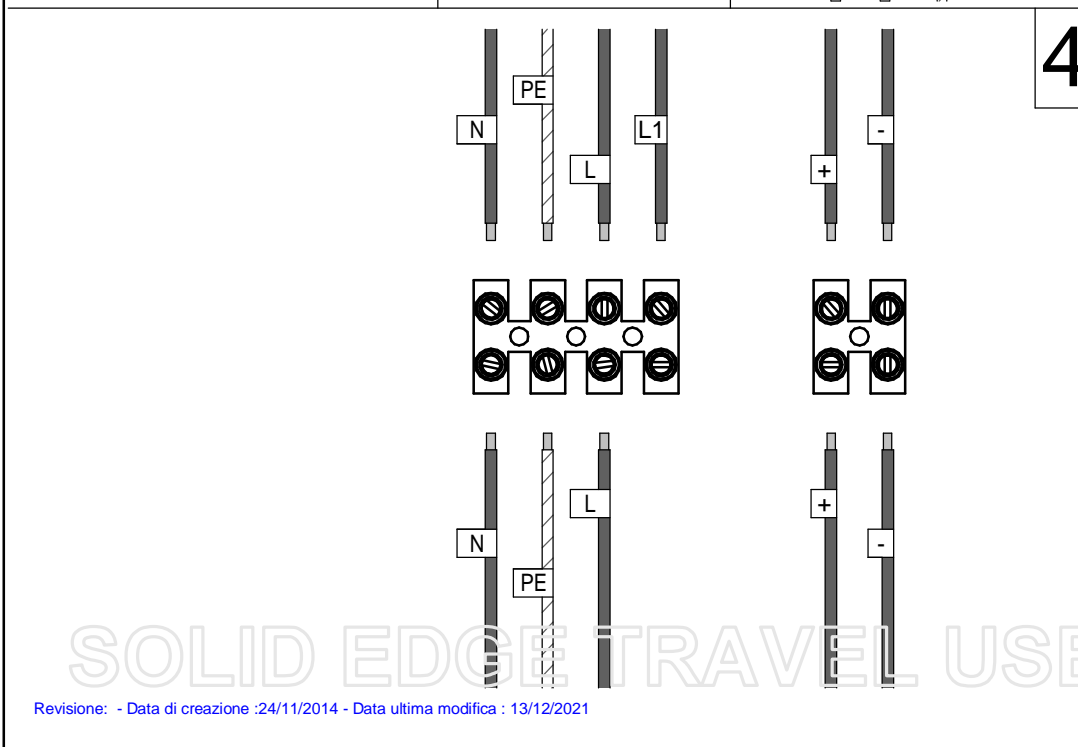 4
PE
N
L1
-
L
+
L
+
N
-
PE
SOLID EDGE TRAVEL USE
Revisione: - Data di creazione :24/11/2014 - Data ultima modifica : 13/12/2021